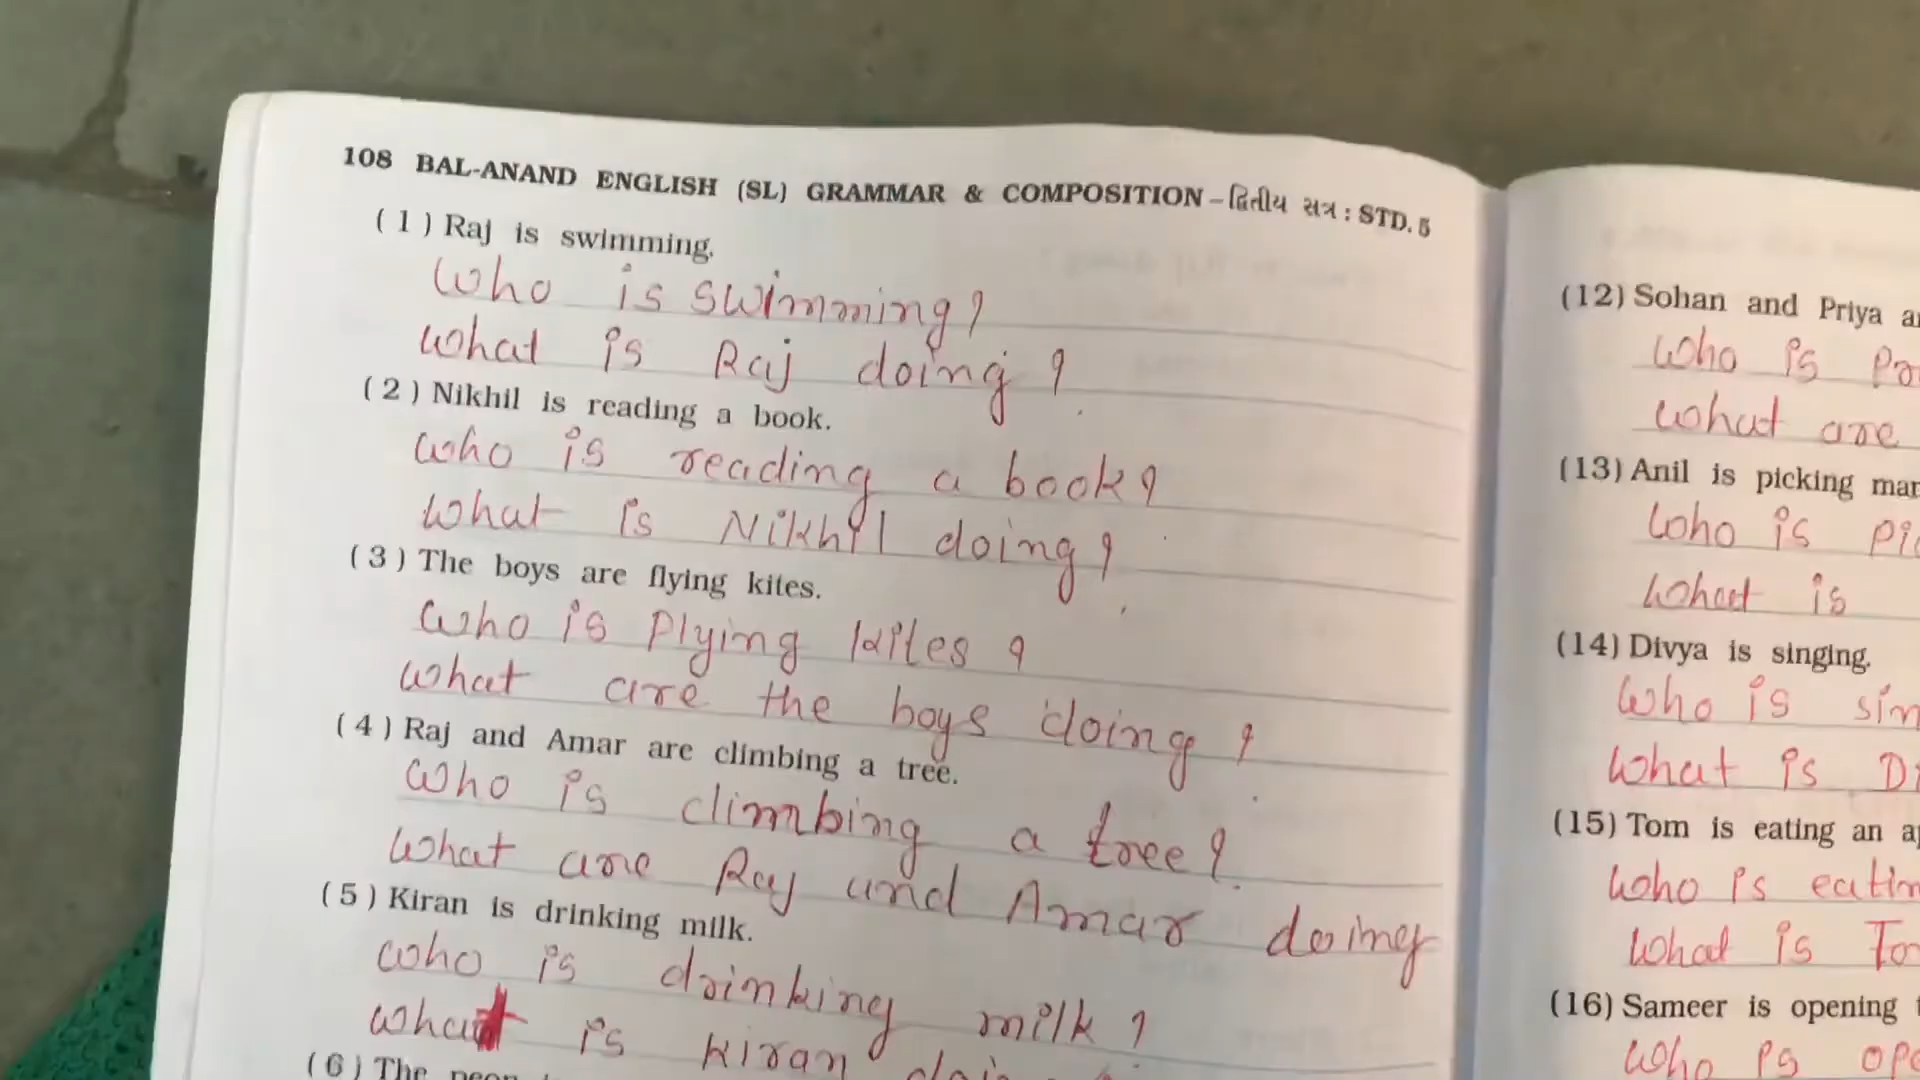 108 BAL-ANAND ENGLISH (SL) GRAMMAR & COMPOSITION – દ્વિતીય સત્ર : STD. 5
( 1 ) Raj is swimming.
Who is swimming?
What is Raj doing?
( 2 ) Nikhil is reading a book.
Who is reading a book?
What is Nikhil doing?
( 3 ) The boys are flying kites.
Who is Plying kites?
What are the boys doing?
( 4 ) Raj and Amar are climbing a tree.
Who is climbing a tree?
What are Raj and Amar doing
( 5 ) Kiran is drinking milk.
Who is drinking milk?
What is kiran
( 6 ) The
(12) Sohan and Priya
Who is
What are
(13) Anil is picking
Who is
What is
(14) Divya is singing.
Who is
What is
(15) Tom is eating an
Who is
What is
(16) Sameer is opening
Who is